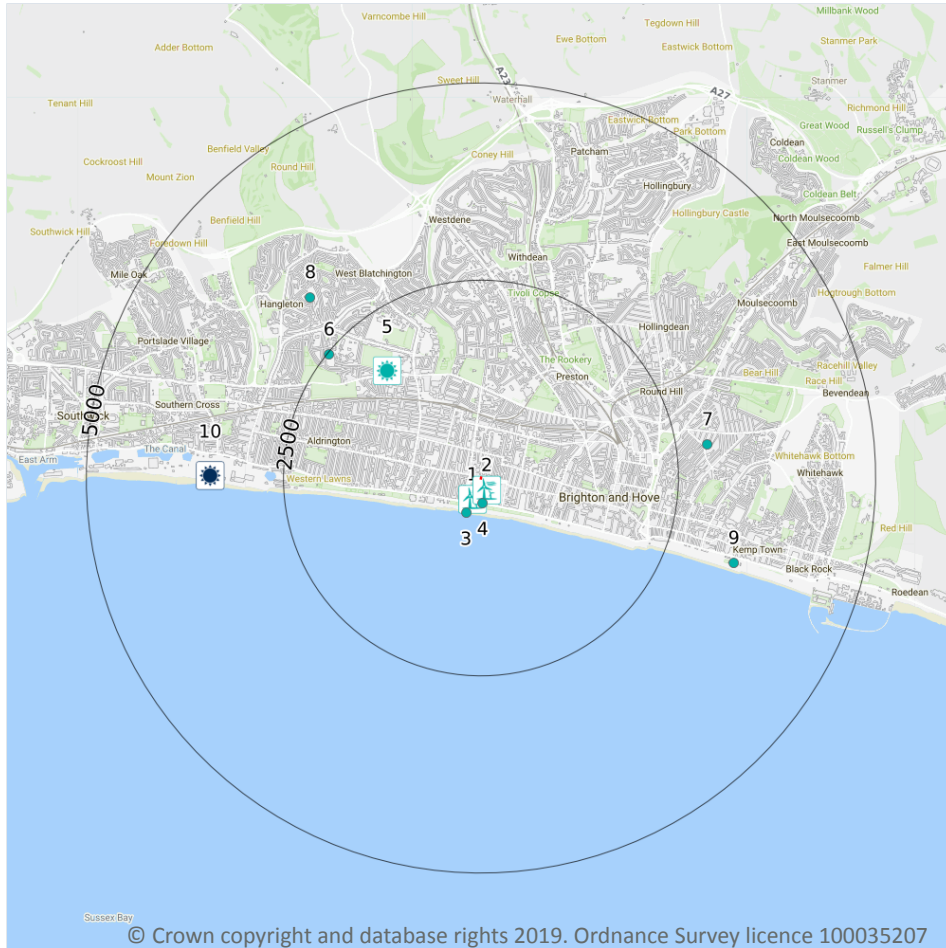 Varncombe Hill
Millbank Wood
Tegdown Hill
Adder Bottom
Ewe Bottom
Eastwick Bottom
Stanmer Park
A23
Sweet Hill
Stanmer
Tenant Hill
Waterhall
A27
Richmond Hill
Eastwick Bottom
Great Wood
Russell's Clump
Park Bottom
Benfield Valley
Patcham
Coldean
Cockroost Hill
Round Hill
Coney Hill
Coldean Wood
Mount Zion
Hollingbury
Coldean Belt
Benfield Hill
Westdene
Hollingbury Castle
North Moulsecoomb
Southwick Hill
Foredown Hill
East Moulsecoomb
Withdean
Mile Oak
West Blatchington
Falmer Hill
8
Tivoli Copse
Hogtrough Bottom
Hangleton
Moulsecoomb
6
5
Hollingdean
Portslade Village
The Rookery
Racehill Valley
Preston
Bear Hill
Race Hill
Round Hill
Bevendean
5000
Southern Cross
Southwick
7
10
2500
Aldrington
The Canal
Whitehawk Bottom
East Arm
1
2
Whitehawk
Western Lawns
Brighton and Hove
Red Hill
3
4
9
Kemp Town
Black Rock
Roedean
Sussex Bay
© Crown copyright and database rights 2019. Ordnance Survey licence 100035207